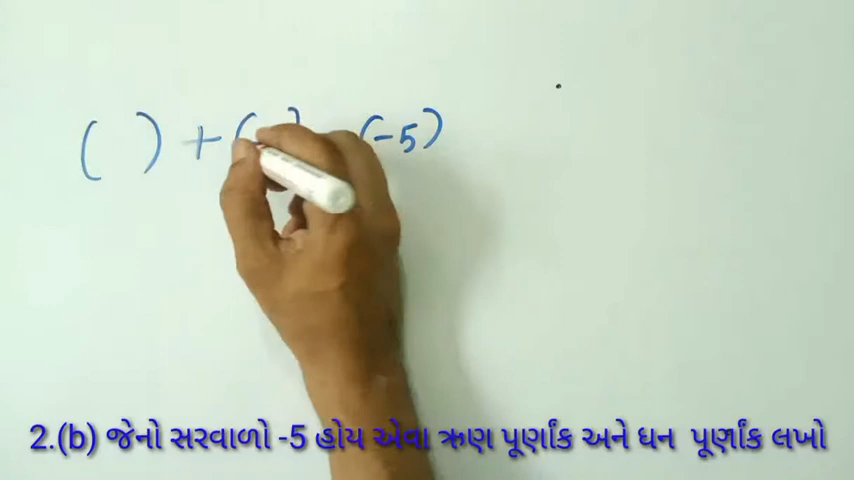 ( ) + ( ) (-5)
2.(b) જેનો સરવાળો -5 હોય એવા ઋણ પૂર્ણાંક અને ધન પૂર્ણાંક લખો